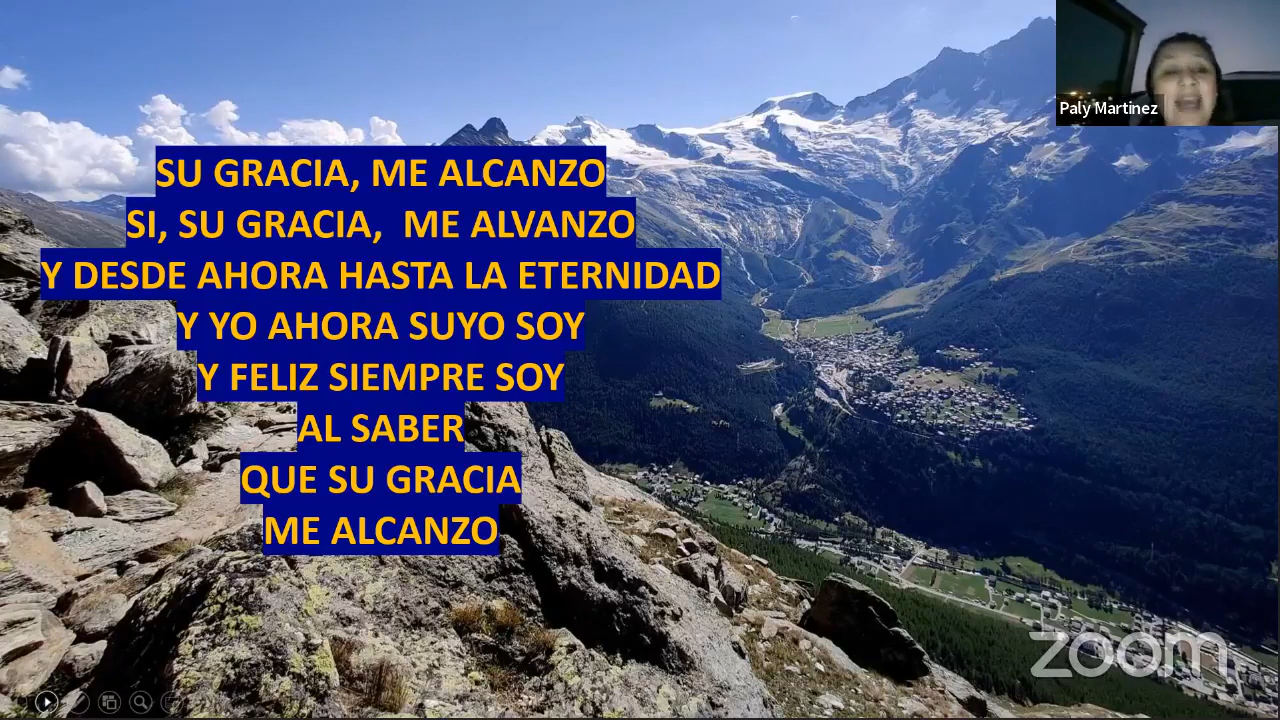 Paly Martinez
SU GRACIA, ME ALCANZO
SI, SU GRACIA,  ME ALVANZO
Y DESDE AHORA HASTA LA ETERNIDAD
Y YO AHORA SUYO SOY
Y FELIZ SIEMPRE SOY
AL SABER
QUE SU GRACIA
ME ALCANZO
zoom